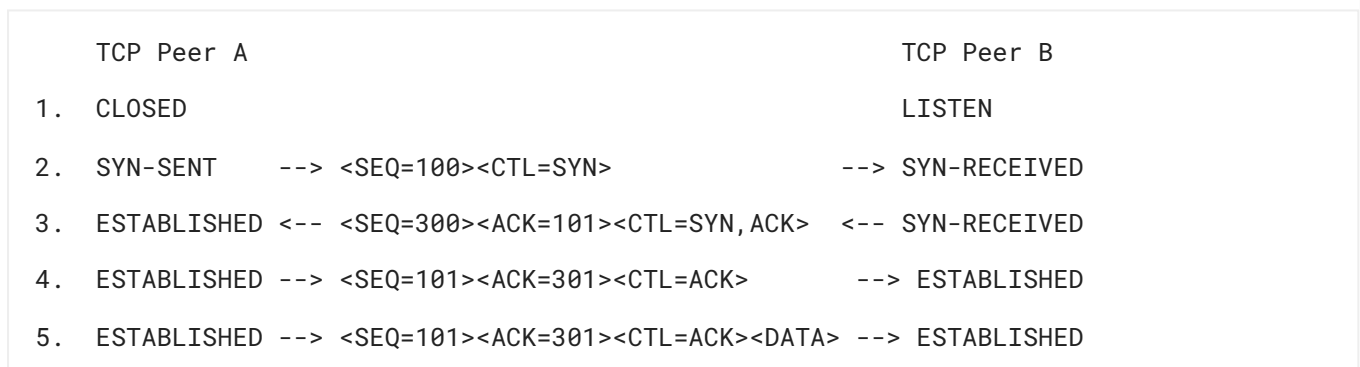 TCP Peer A                                           TCP Peer B
1.  CLOSED                                               LISTEN
2.  SYN-SENT    --> <SEQ=100><CTL=SYN>               --> SYN-RECEIVED
3.  ESTABLISHED <-- <SEQ=300><ACK=101><CTL=SYN,ACK>  <-- SYN-RECEIVED
4.  ESTABLISHED --> <SEQ=101><ACK=301><CTL=ACK>       --> ESTABLISHED
5.  ESTABLISHED --> <SEQ=101><ACK=301><CTL=ACK><DATA> --> ESTABLISHED